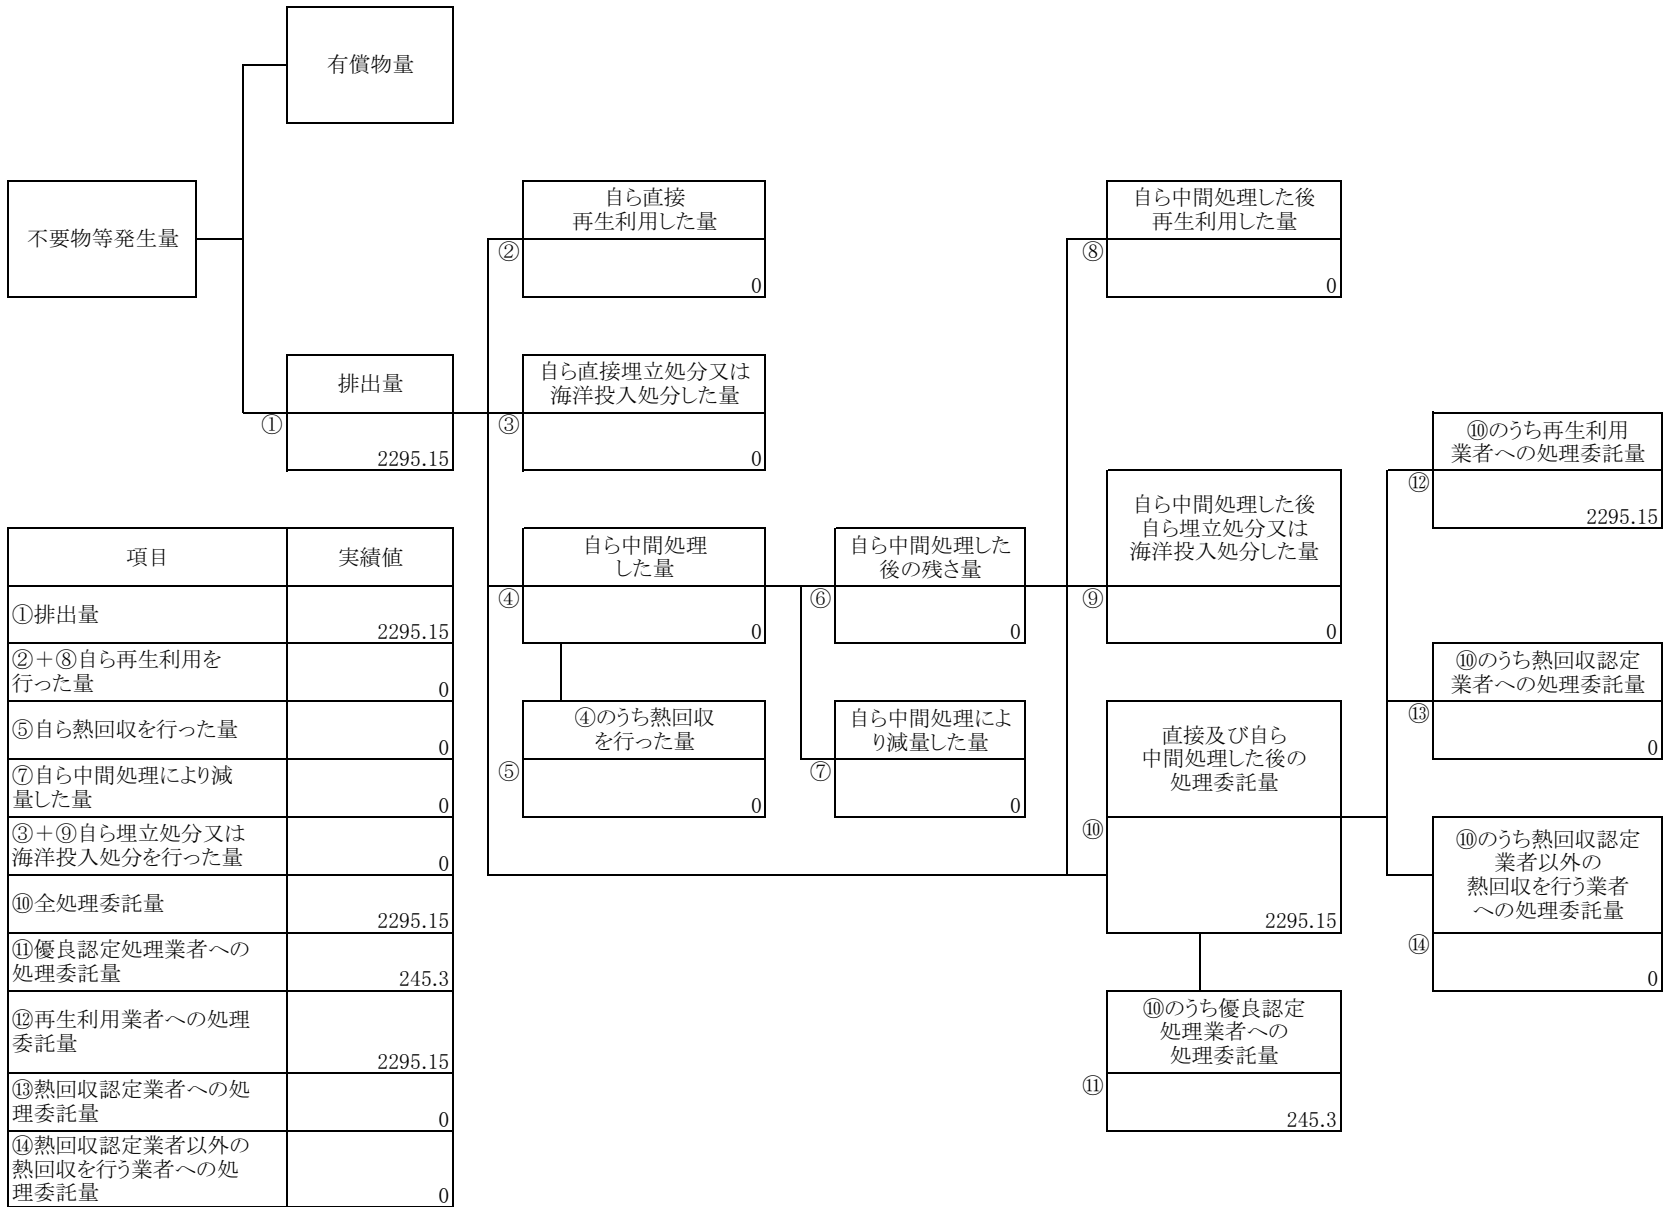 有償物量
不要物等発生量
自ら直接
再生利用した量
②
0
自ら中間処理した後
再生利用した量
⑧
0
排出量
①
2295.15
自ら直接埋立処分又は
海洋投入処分した量
③
0
⑩のうち再生利用
業者への処理委託量
⑫
2295.15
自ら中間処理
した量
④
0
自ら中間処理した
後の残さ量
⑥
0
自ら中間処理した後
自ら埋立処分又は
海洋投入処分した量
⑨
0
④のうち熱回収
を行った量
⑤
0
自ら中間処理によ
り減量した量
⑦
0
直接及び自ら
中間処理した後の
処理委託量
⑩
2295.15
⑩のうち熱回収認定
業者への処理委託量
⑬
0
⑩のうち熱回収認定
業者以外の
熱回収を行う業者
への処理委託量
⑭
0
⑩のうち優良認定
処理業者への
処理委託量
⑪
245.3
項目 実績値
①排出量
2295.15
②＋⑧自ら再生利用を
行った量
0
⑤自ら熱回収を行った量
0
⑦自ら中間処理により減
量した量
0
③＋⑨自ら埋立処分又は
海洋投入処分を行った量
0
⑩全処理委託量
2295.15
⑪優良認定処理業者への
処理委託量
245.3
⑫再生利用業者への処理
委託量
2295.15
⑬熱回収認定業者への処
理委託量
0
⑭熱回収認定業者以外の
熱回収を行う業者への処
理委託量
0